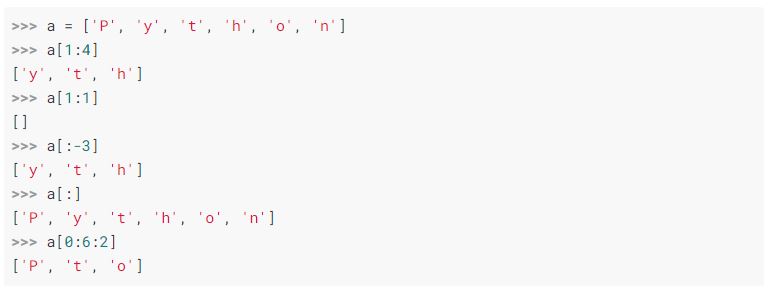 >>> a = ['P', 'y', 't', 'h', 'o', 'n']
>>> a[1:4]
['y', 't', 'h']
>>> a[1:1]
[]
>>> a[:-3]
['y', 't', 'h']
>>> a[:]
['P', 'y', 't', 'h', 'o', 'n']
>>> a[0:6:2]
['P', 't', 'o']